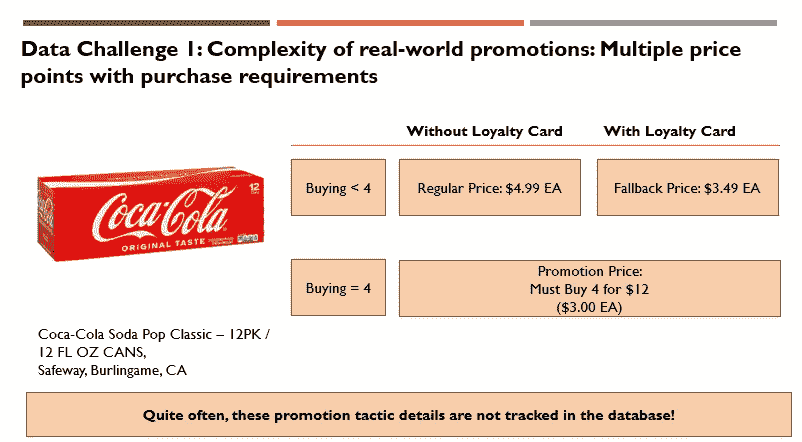 Data Challenge 1: Complexity of real-world promotions: Multiple price
points with purchase requirements
Without Loyalty Card
With Loyalty Card
12
Coca-Cola
ORIGINAL TASTE
Buying < 4
Regular Price: $4.99 EA
Fallback Price: $3.49 EA
Buying = 4
Promotion Price:
Must Buy 4 for $12
($3.00 EA)
Coca-Cola Soda Pop Classic – 12PK /
12 FL OZ CANS,
Safeway, Burlingame, CA
Quite often, these promotion tactic details are not tracked in the database!